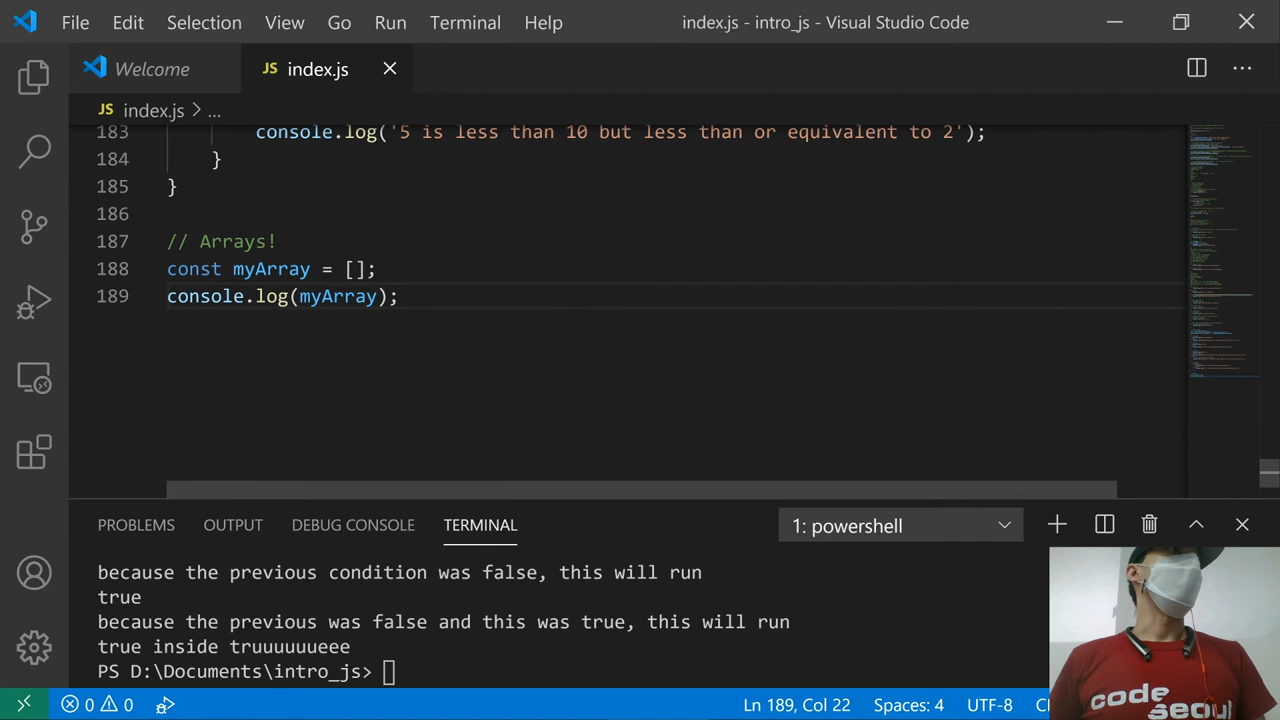 File Edit Selection View Go Run Terminal Help index.js - intro_js - Visual Studio Code
Welcome JS index.js
JS index.js > ...
183 console.log('5 is less than 10 but less than or equivalent to 2');
184 }
185 }
186
187 // Arrays!
188 const myArray = [];
189 console.log(myArray);
PROBLEMS OUTPUT DEBUG CONSOLE TERMINAL 1: powershell
because the previous condition was false, this will run
true
because the previous was false and this was true, this will run
true inside truuuuuueee
PS D:\Documents\intro_js>
0 0 Ln 189, Col 22 Spaces: 4 UTF-8
code
seoul